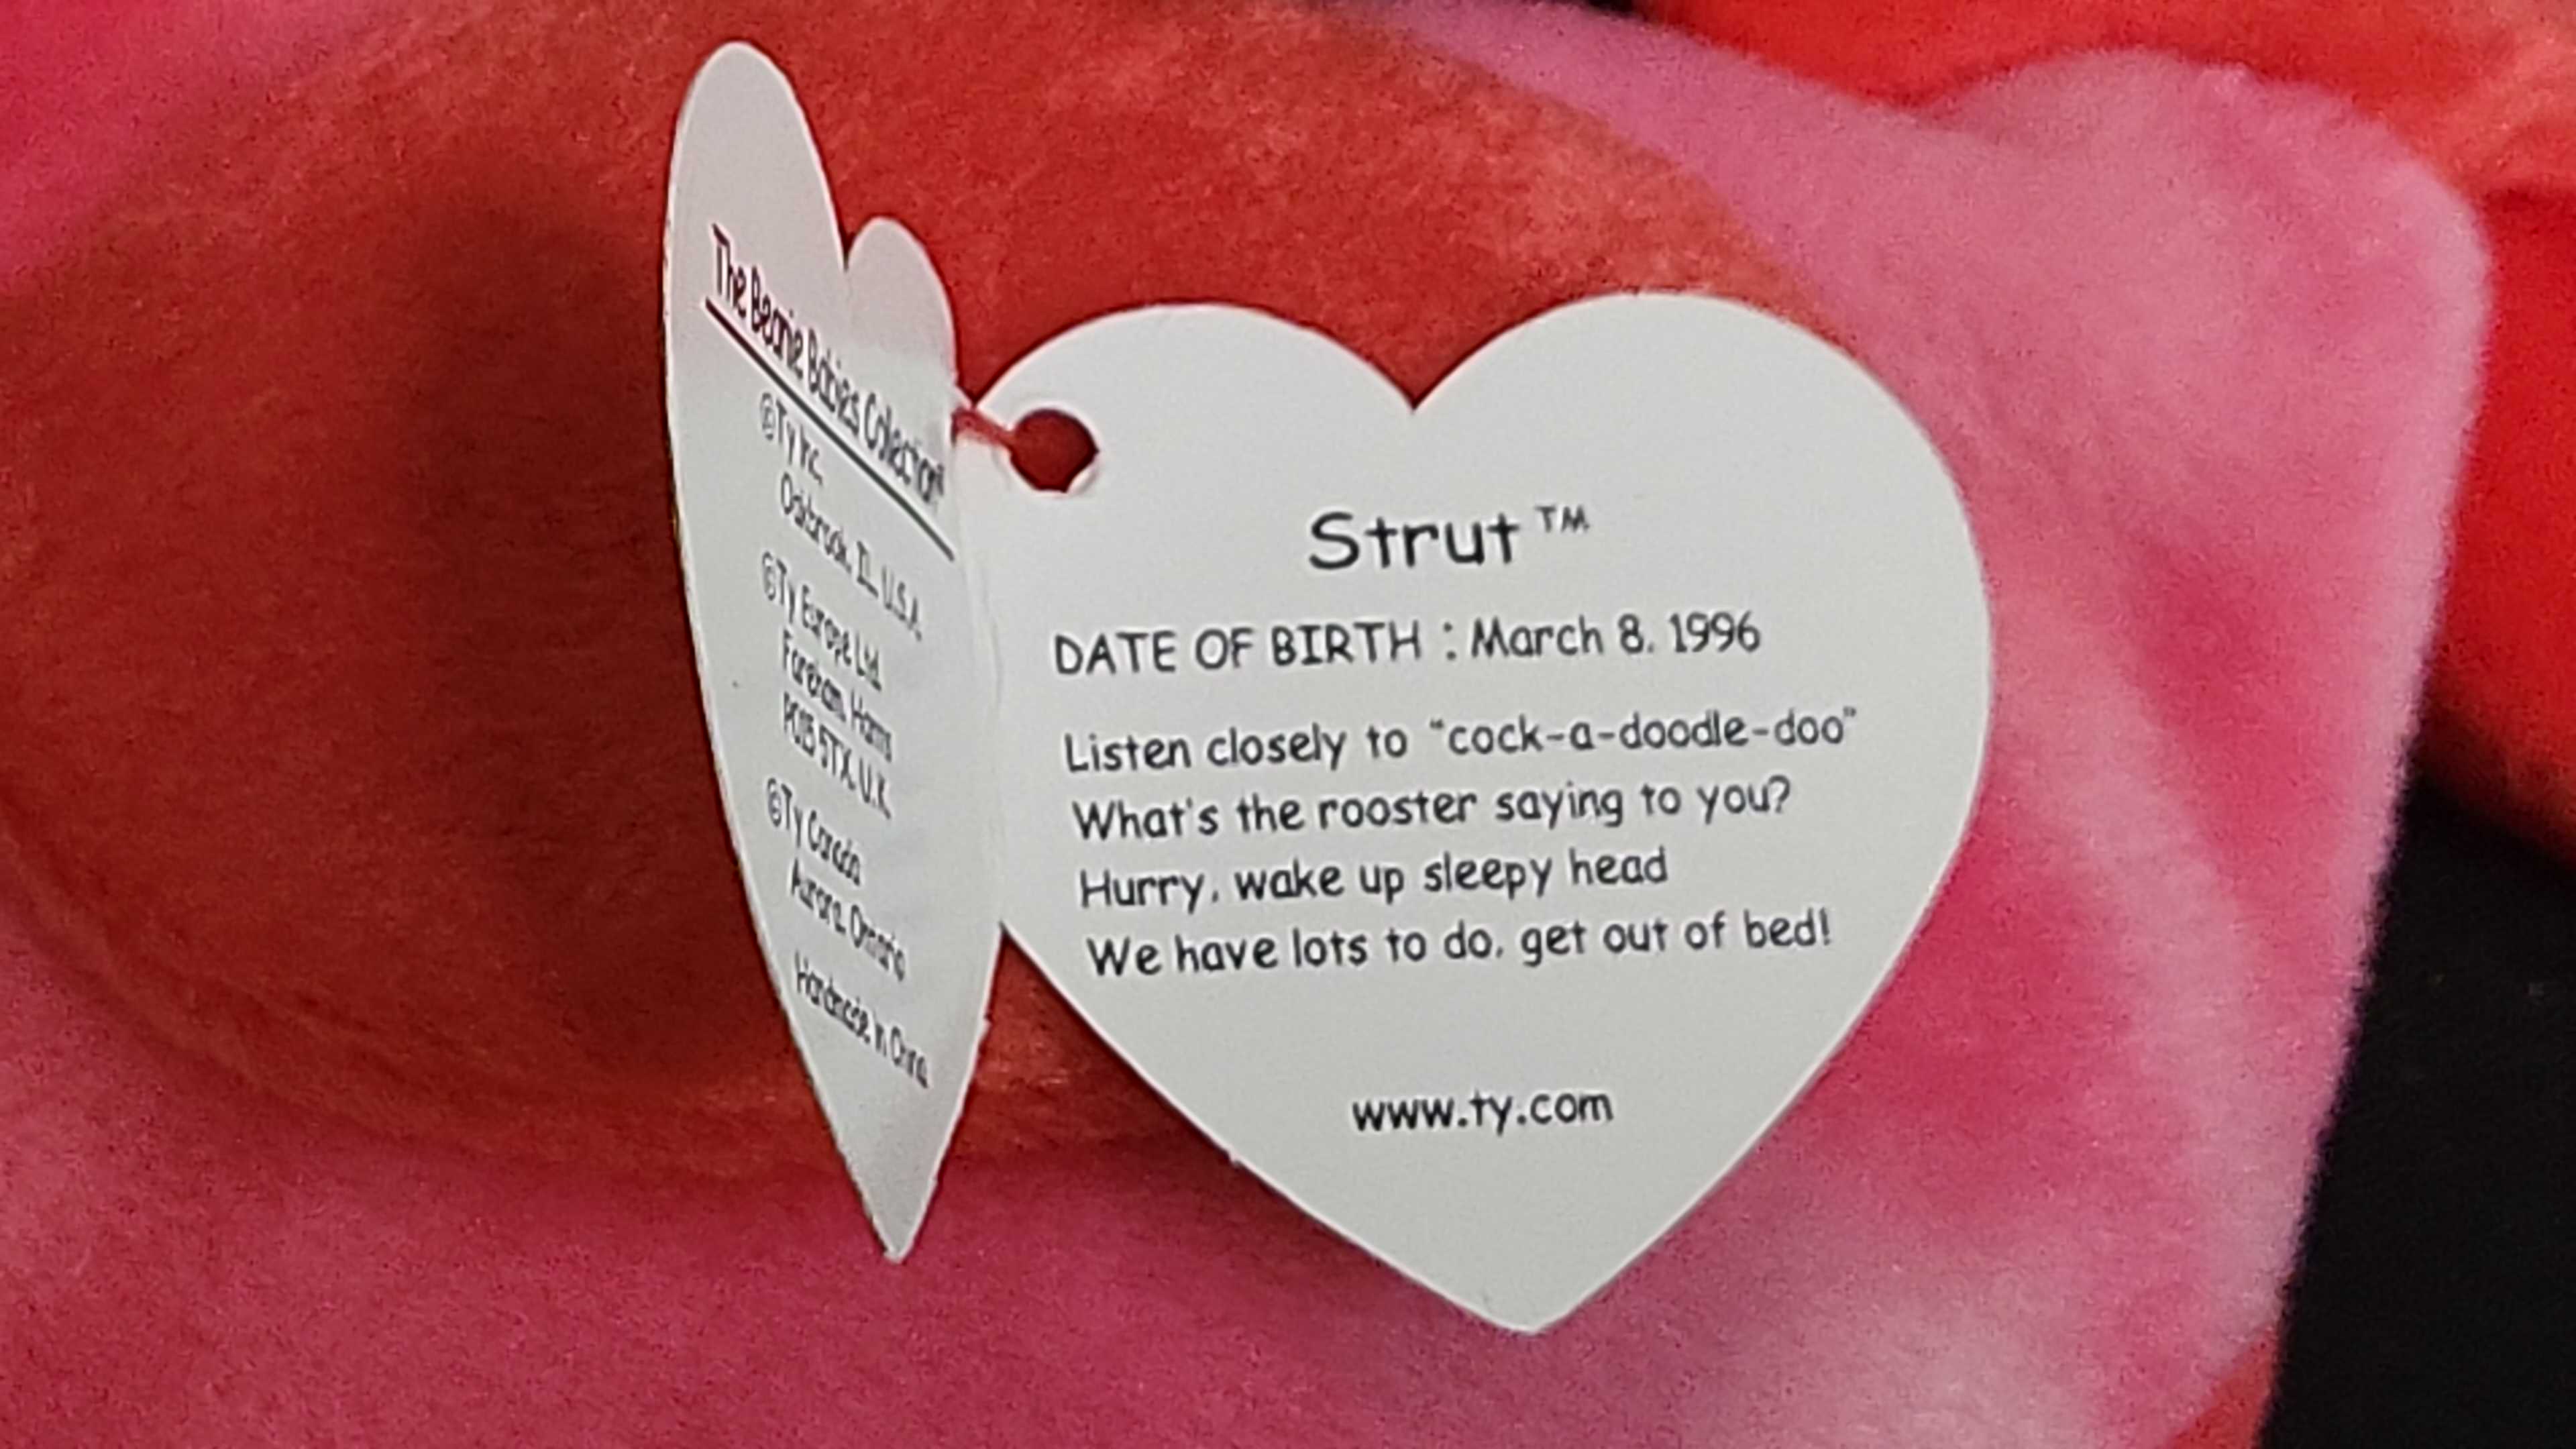 The Beanie Babies Collection®
©Ty Inc.
Oakbrook, IL. U.S.A.
©Ty Europe Ltd.
Fareham, Hants
PO15 5TX, U.K.
©Ty Canada
Aurora, Ontario
Handmade in China
Strut™
DATE OF BIRTH : March 8, 1996
Listen closely to "cock-a-doodle-doo"
What's the rooster saying to you?
Hurry, wake up sleepy head
We have lots to do, get out of bed!
www.ty.com